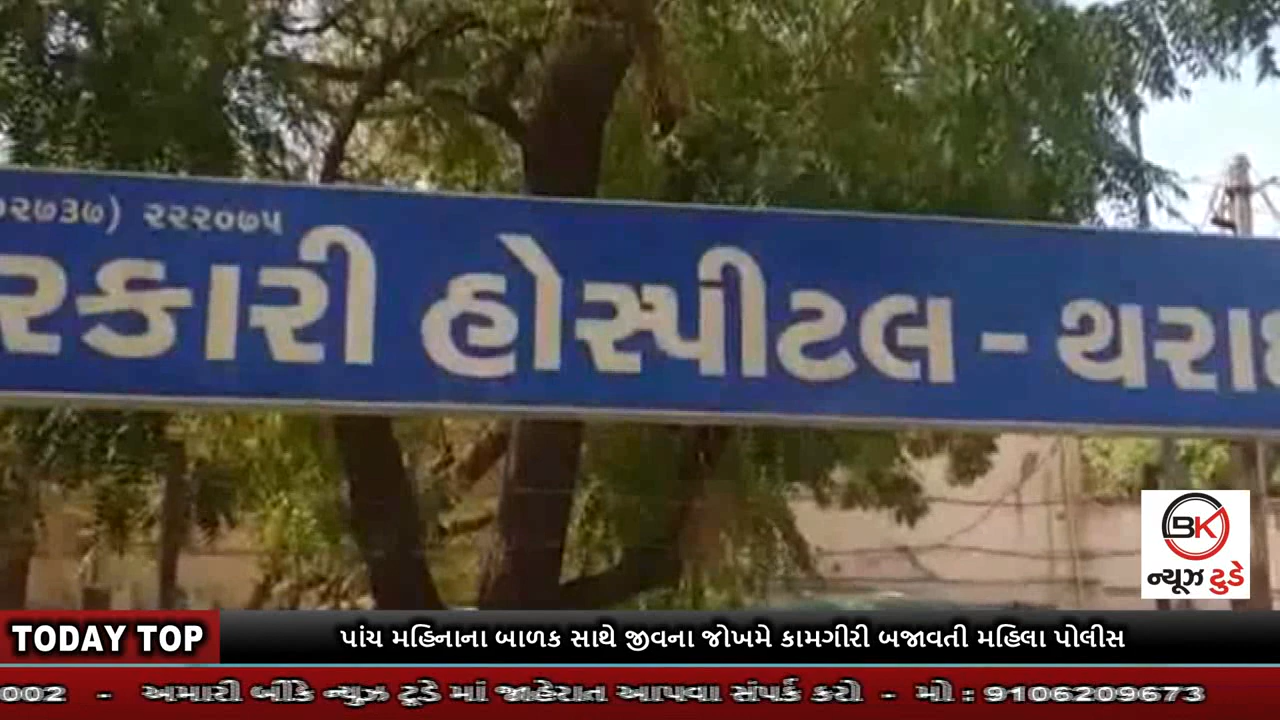 ૦૨૭૩૭) ૨૨૨૦૭૫
રકારી હોસ્પીટલ - થરાદ
BK
ન્યૂઝ ટુડે
TODAY TOP
પાંચ મહિનાના બાળક સાથે જીવના જોખમે કામગીરી બજાવતી મહિલા પોલીસ
002 - અમારી બીકે ન્યૂઝ ટૂડે માં જાહેરાત આપવા સંપર્ક કરો - મો : 9106209673